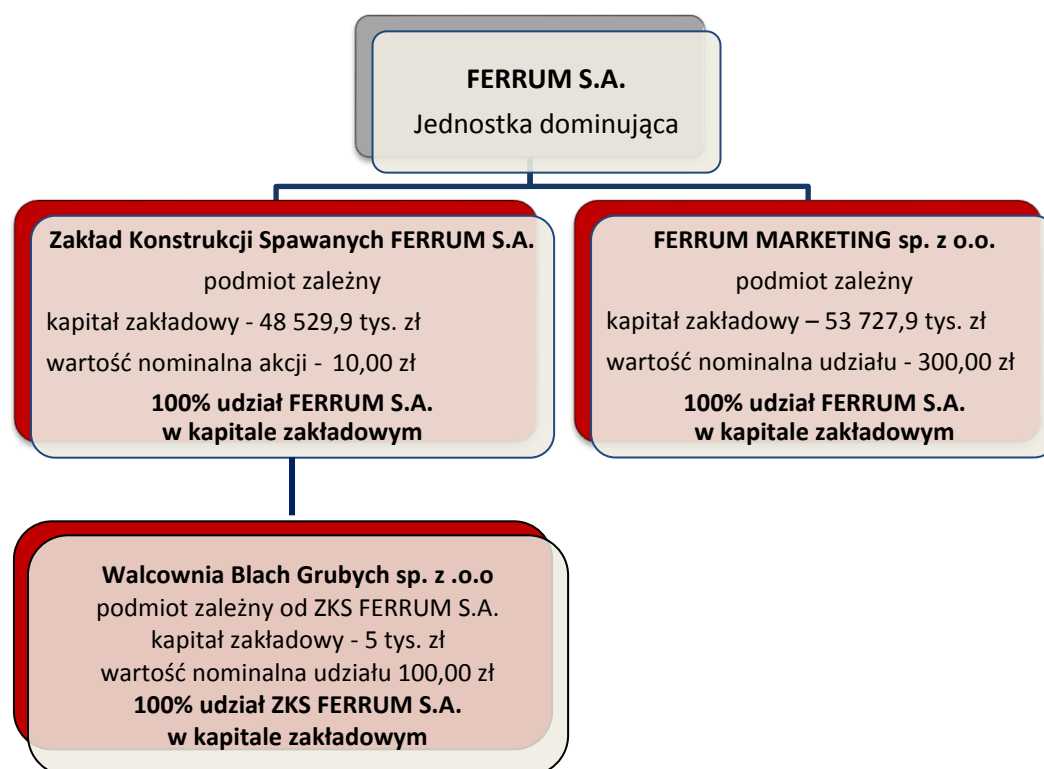 FERRUM S.A.
Jednostka dominująca
Zakład Konstrukcji Spawanych FERRUM S.A.
podmiot zależny
kapitał zakładowy - 48 529,9 tys. zł
wartość nominalna akcji - 10,00 zł
100% udział FERRUM S.A.
w kapitale zakładowym
FERRUM MARKETING sp. z o.o.
podmiot zależny
kapitał zakładowy – 53 727,9 tys. zł
wartość nominalna udziału - 300,00 zł
100% udział FERRUM S.A.
w kapitale zakładowym
Walcownia Blach Grubych sp. z .o.o
podmiot zależny od ZKS FERRUM S.A.
kapitał zakładowy - 5 tys. zł
wartość nominalna udziału 100,00 zł
100% udział ZKS FERRUM S.A.
w kapitale zakładowym